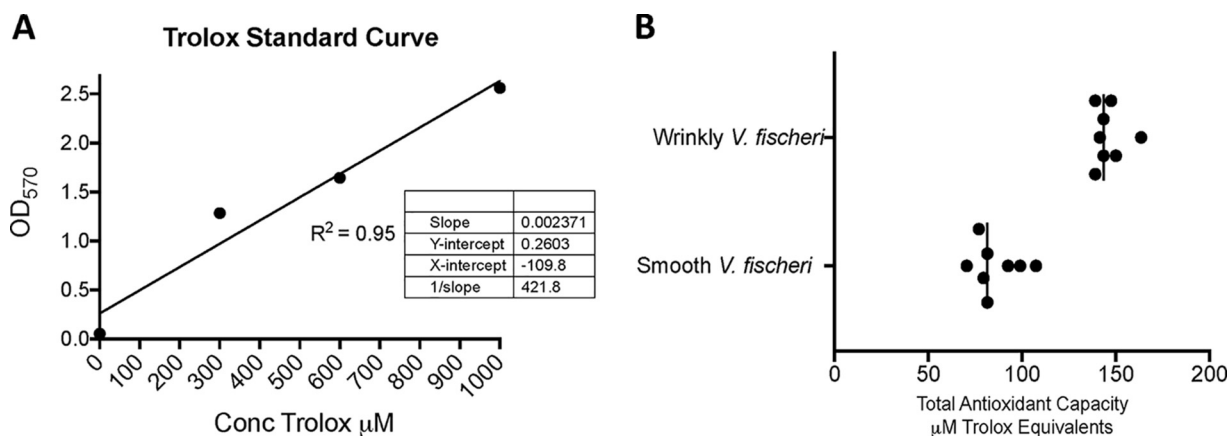 A
Trolox Standard Curve
OD570
2.5
2.0
1.5
1.0
0.5
0.0
0 100 200 300 400 500 600 700 800 900 1000
Conc Trolox μM
R2 = 0.95
Slope 0.002371
Y-intercept 0.2603
X-intercept -109.8
1/slope 421.8
B
Wrinkly V. fischeri
Smooth V. fischeri
0 50 100 150 200
Total Antioxidant Capacity
μM Trolox Equivalents